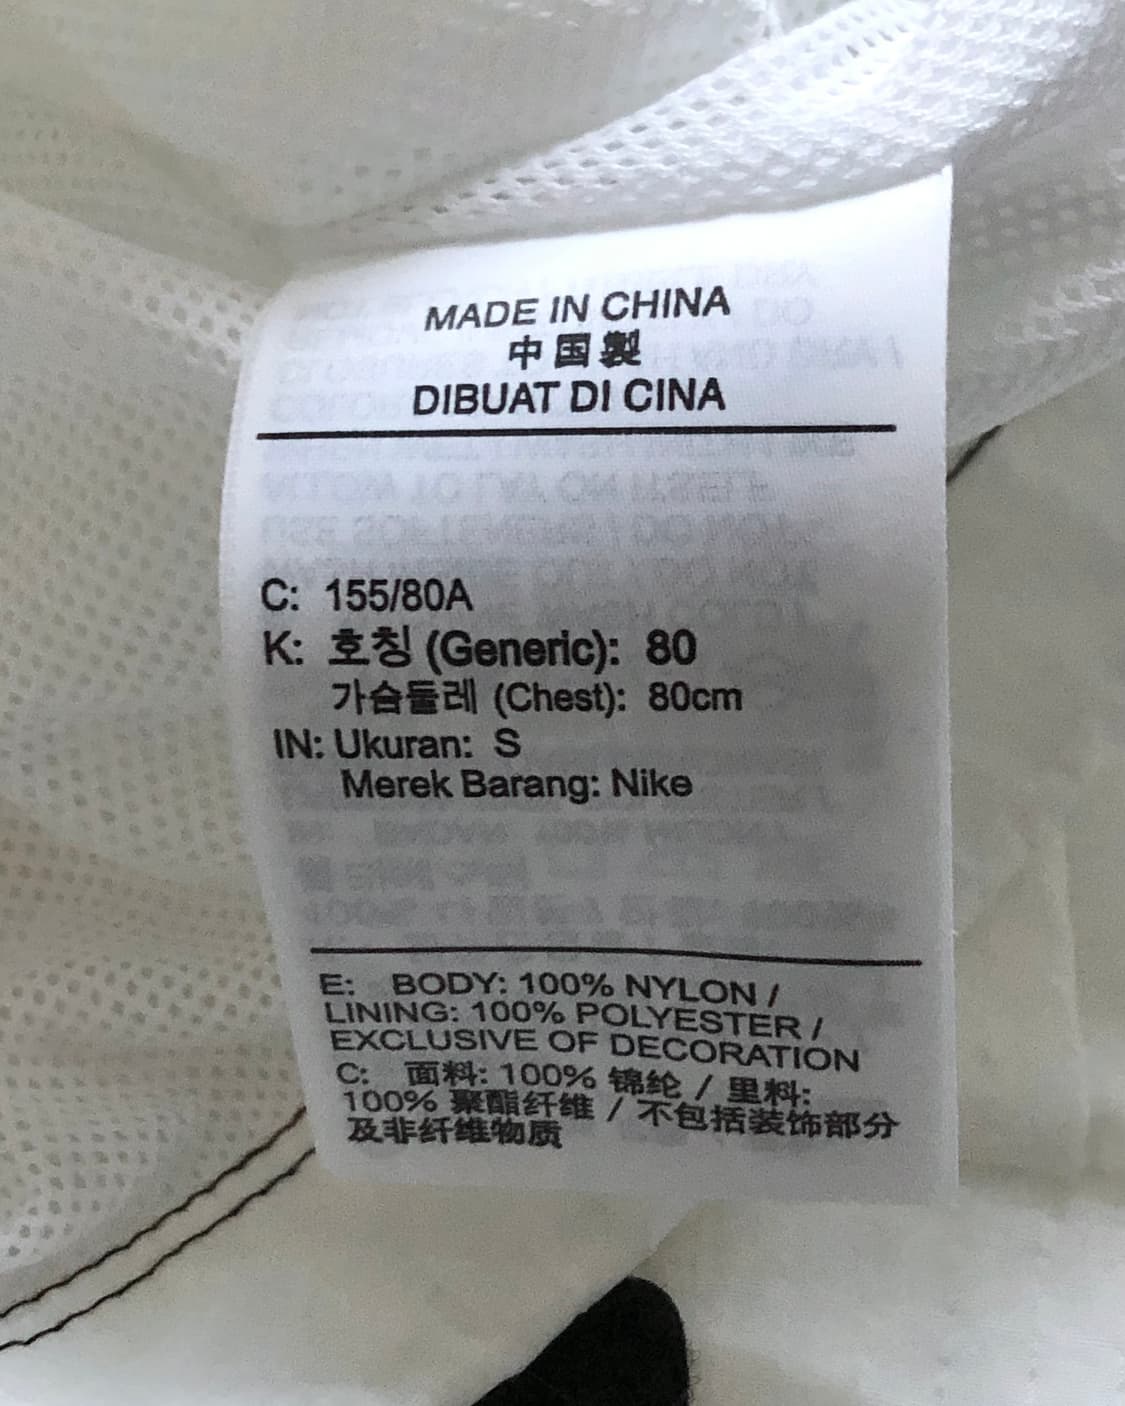 MADE IN CHINA
中国製
DIBUAT DI CINA
C: 155/80A
K: 호칭 (Generic): 80
가슴둘레 (Chest): 80cm
IN: Ukuran: S
Merek Barang: Nike
E: BODY: 100% NYLON /
LINING: 100% POLYESTER /
EXCLUSIVE OF DECORATION
C: 面料: 100% 锦纶 / 里料:
100% 聚酯纤维 / 不包括装饰部分
及非纤维物质